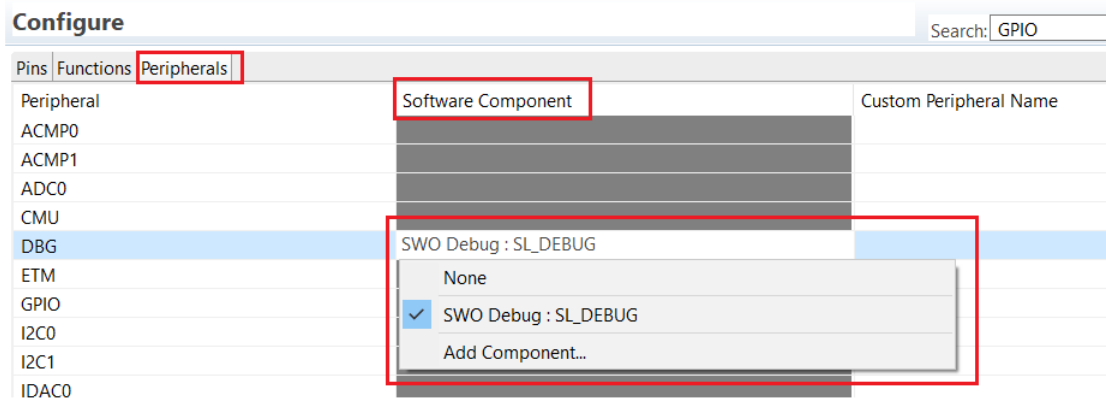 Configure
Search: GPIO
Pins Functions Peripherals
Peripheral Software Component Custom Peripheral Name
ACMP0
ACMP1
ADC0
CMU
DBG SWO Debug : SL_DEBUG
ETM None
GPIO SWO Debug : SL_DEBUG
I2C0 Add Component...
I2C1
IDAC0